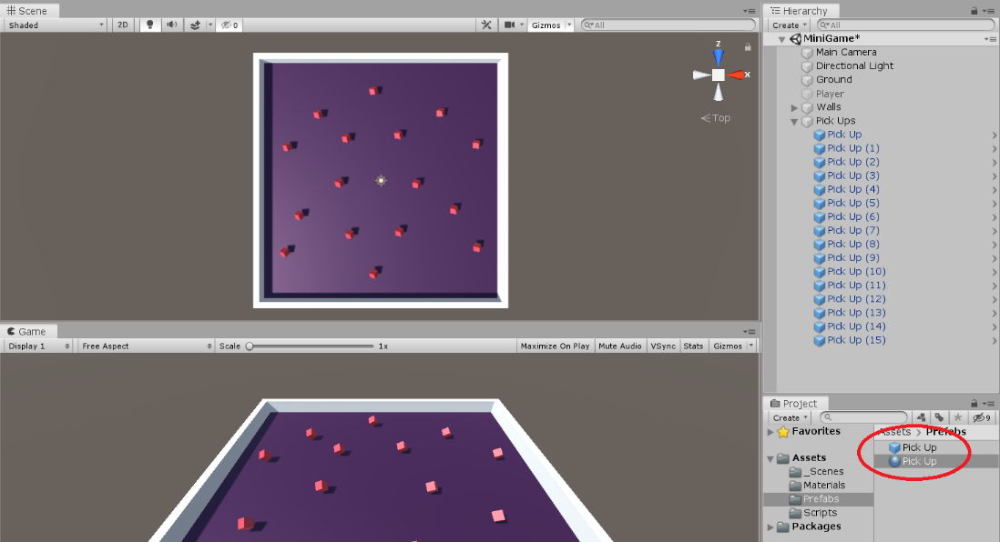 Scene
Shaded 2D 0 Gizmos All
z
x
Top
Game
Display 1 Free Aspect Scale 1x Maximize On Play Mute Audio VSync Stats Gizmos
Hierarchy
Create All
MiniGame*
Main Camera
Directional Light
Ground
Player
Walls
Pick Ups
Pick Up
Pick Up (1)
Pick Up (2)
Pick Up (3)
Pick Up (4)
Pick Up (5)
Pick Up (6)
Pick Up (7)
Pick Up (8)
Pick Up (9)
Pick Up (10)
Pick Up (11)
Pick Up (12)
Pick Up (13)
Pick Up (14)
Pick Up (15)
Project
Create 9
Favorites
Assets
_Scenes
Materials
Prefabs
Scripts
Packages
Assets > Prefabs
Pick Up
Pick Up